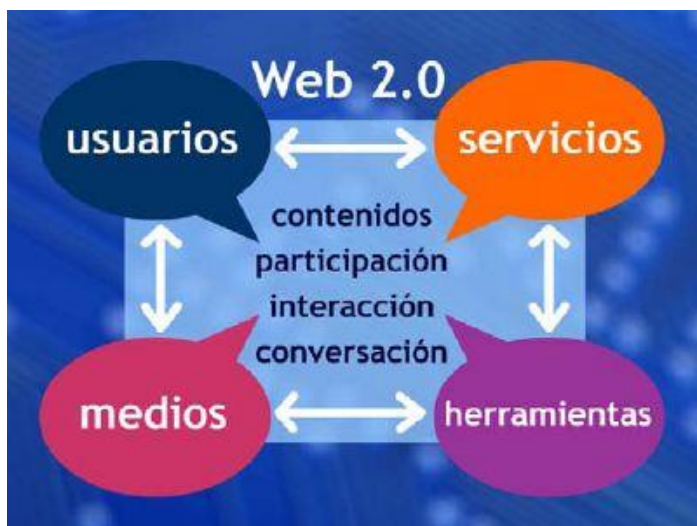 Web 2.0
usuarios
servicios
contenidos
participación
interacción
conversación
medios
herramientas